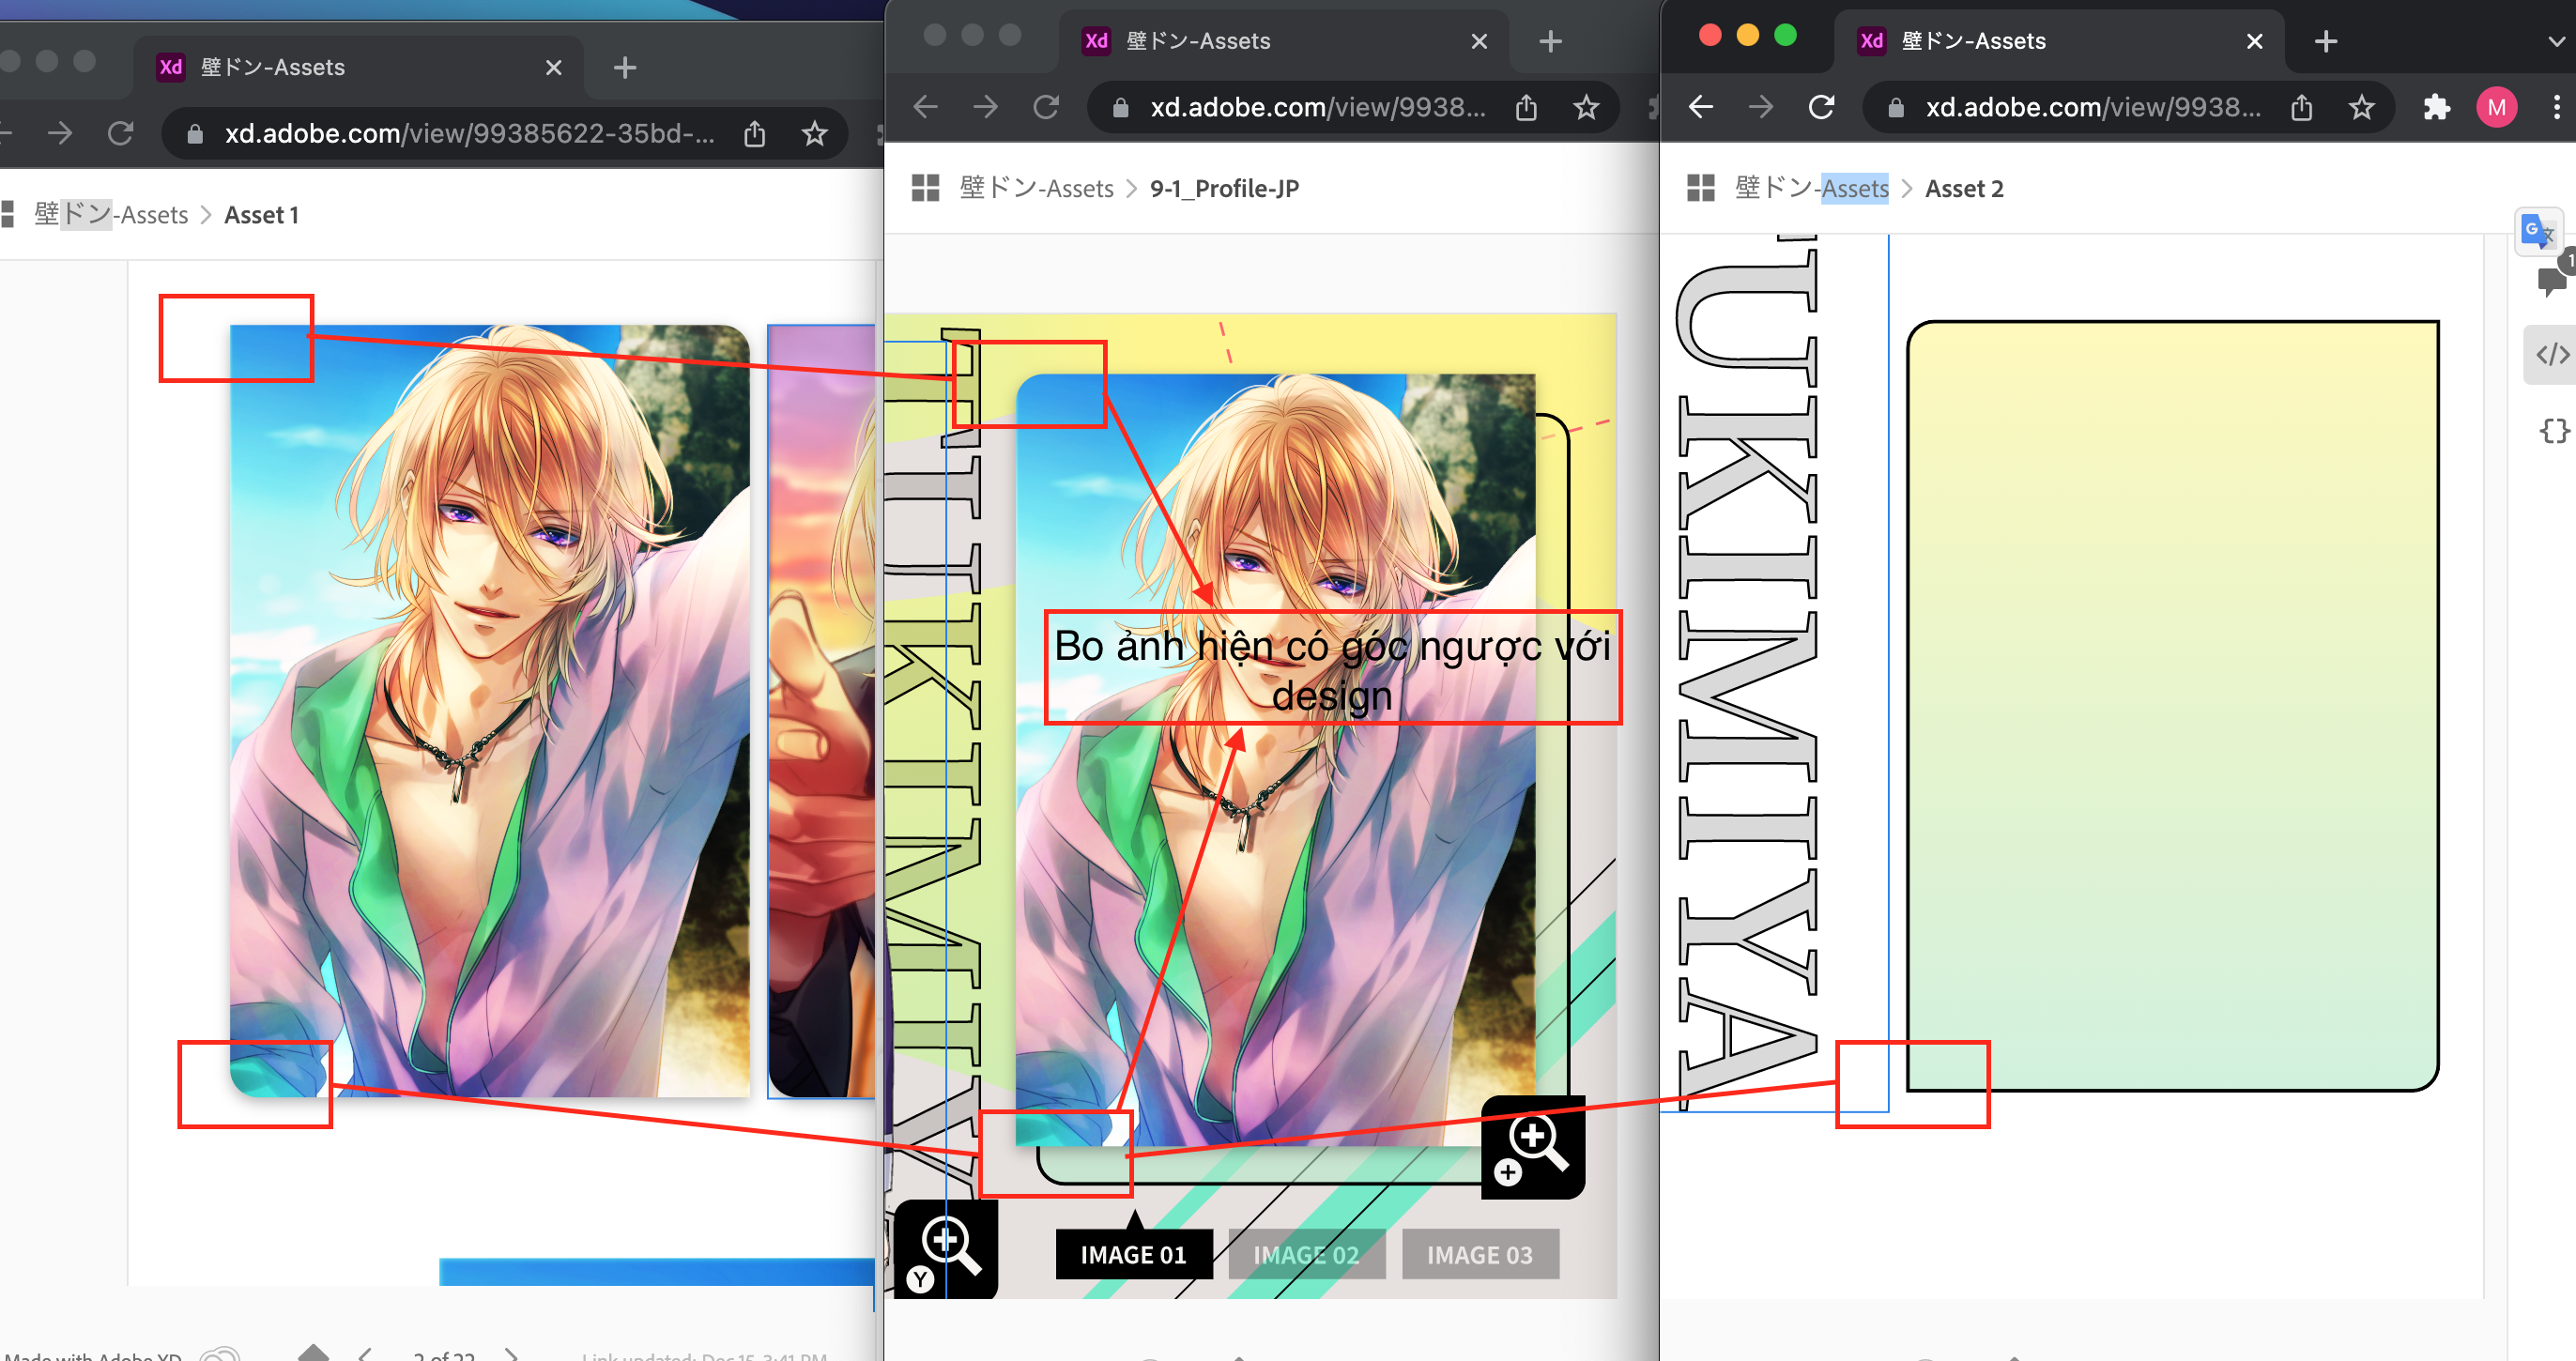 Xd 壁ドン-Assets
xd.adobe.com/view/99385622-35bd-...
壁ドン-Assets > Asset 1
Made with Adobe XD
2 of 22
Link updated: Dec 15, 3:41 PM
Xd 壁ドン-Assets
xd.adobe.com/view/9938...
壁ドン-Assets > 9-1_Profile-JP
Bo ảnh hiện có góc ngược với
design
Y
+
IMAGE 01
IMAGE 02
IMAGE 03
Xd 壁ドン-Assets
xd.adobe.com/view/9938...
M
壁ドン-Assets > Asset 2
UKIMIYA
G 文
1
</>
{}